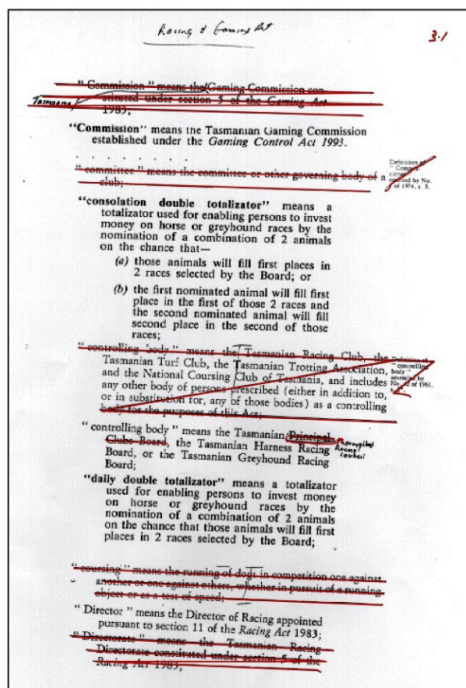 Racing & Gaming Act
3·1
" Commission " means the Gaming Commission con-
stituted under section 5 of the Gaming Act
1983;
Tasmanian
"Commission" means the Tasmanian Gaming Commission
established under the Gaming Control Act 1993.
. . . . . .
" committee " means the committee or other governing body of a
club;
Definition of
by No.
of 1974, s. 3.
"consolation double totalizator" means a
totalizator used for enabling persons to invest
money on horse or greyhound races by the
nomination of a combination of 2 animals
on the chance that—
(a) those animals will fill first places in
2 races selected by the Board; or
(b) the first nominated animal will fill first
place in the first of those 2 races and
the second nominated animal will fill
second place in the second of those
races;
" controlling body " means the Tasmanian Racing Club, the
Tasmanian Turf Club, the Tasmanian Trotting Association,
and the National Coursing Club of Tasmania, and includes
any other body of persons prescribed (either in addition to,
or in substitution for, any of those bodies) as a controlling
body for the purposes of this Act;
body "
of 1961,
" controlling body " means the Tasmanian Principal
Clubs Board, the Tasmanian Harness Racing
Board, or the Tasmanian Greyhound Racing
Board;
Thoroughbred
Racing
Council
"daily double totalizator" means a totalizator
used for enabling persons to invest money
on horse or greyhound races by the
nomination of a combination of 2 animals
on the chance that those animals will fill first
places in 2 races selected by the Board;
" coursing " means the running of dogs in competition one against
another or one against others, whether in pursuit of a running
object or as a test of speed;
" Director " means the Director of Racing appointed
pursuant to section 11 of the Racing Act 1983;
" Directorate " means the Tasmanian Racing
Directorate constituted under section 5 of the
Racing Act 1983;